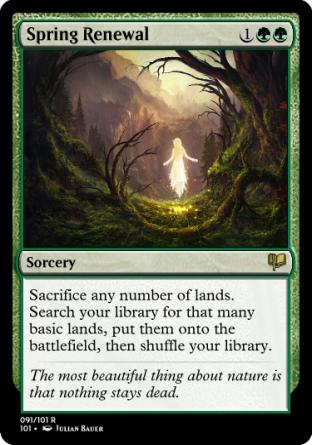 Spring Renewal 1
Sorcery
Sacrifice any number of lands.
Search your library for that many
basic lands, put them onto the
battlefield, then shuffle your library.
The most beautiful thing about nature is
that nothing stays dead.
091/101 R
101 • Julian Bauer